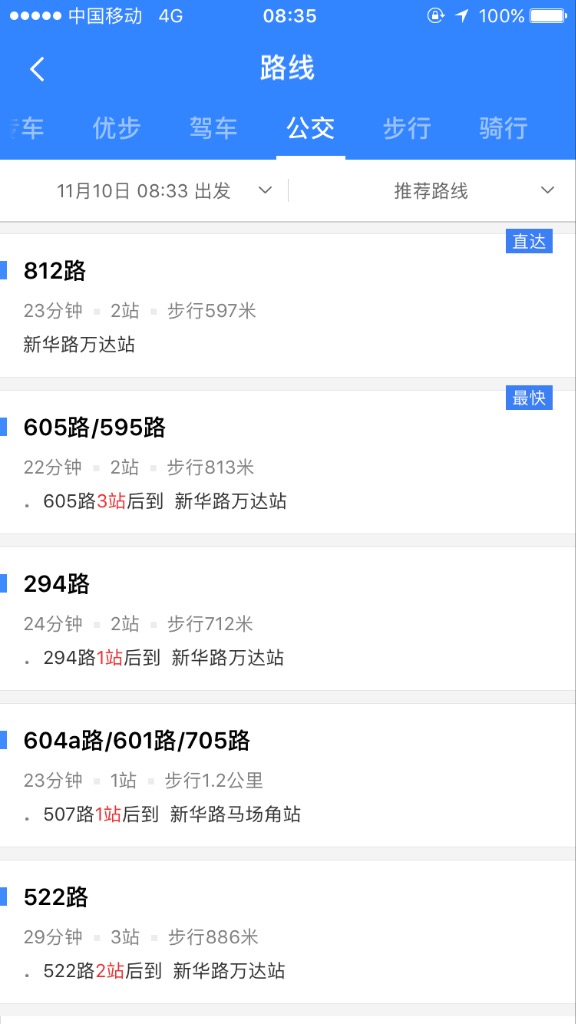 中国移动 4G 08:35 100%
路线
车 优步 驾车 公交 步行 骑行
11月10日 08:33 出发 推荐路线
直达
812路
23分钟 2站 步行597米
新华路万达站
最快
605路/595路
22分钟 2站 步行813米
. 605路3站后到 新华路万达站
294路
24分钟 2站 步行712米
. 294路1站后到 新华路万达站
604a路/601路/705路
23分钟 1站 步行1.2公里
. 507路1站后到 新华路马场角站
522路
29分钟 3站 步行886米
. 522路2站后到 新华路万达站